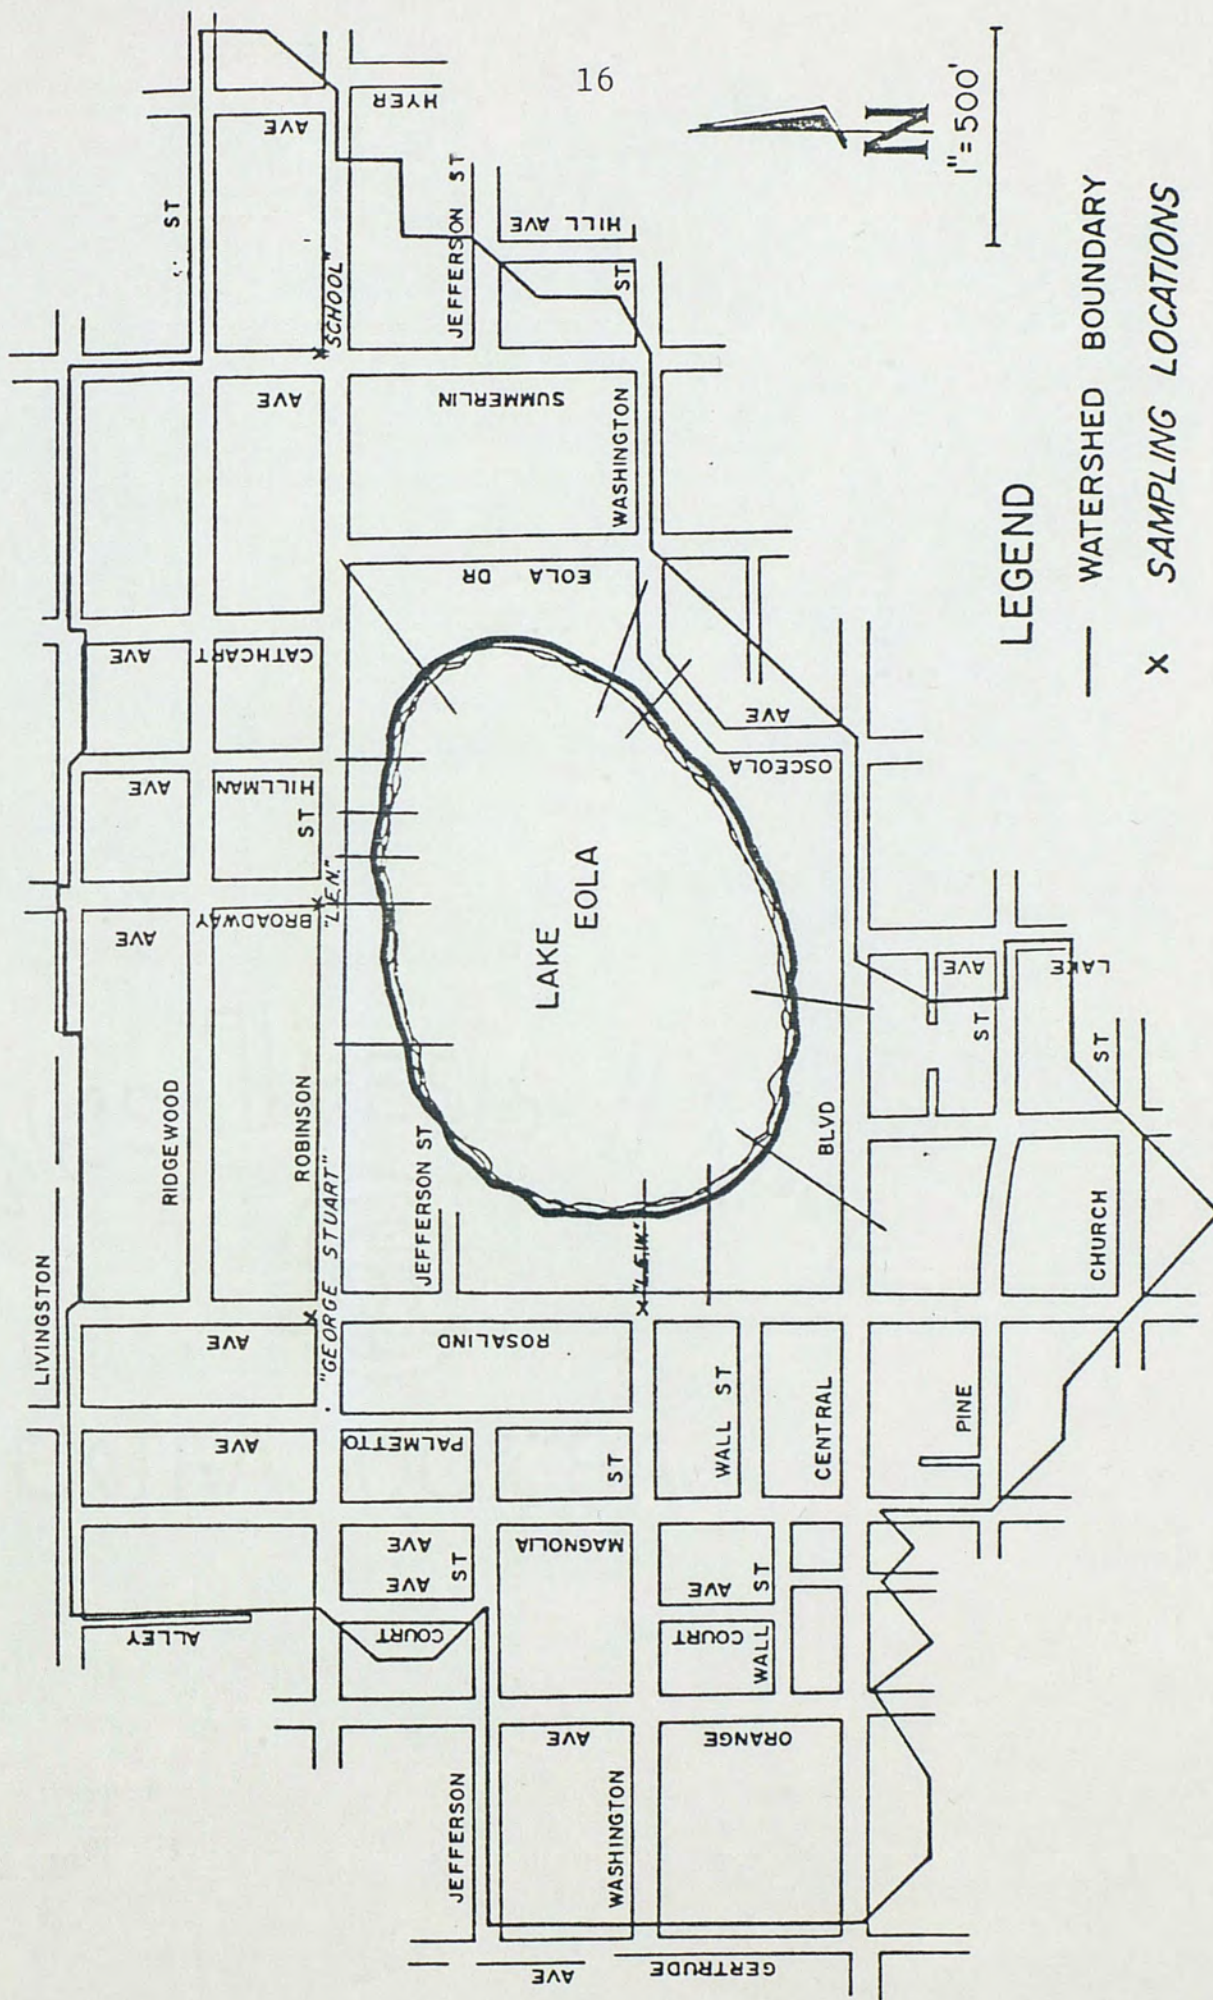 16
N
1"=500'
LEGEND
WATERSHED BOUNDARY
x SAMPLING LOCATIONS
LIVINGSTON
RIDGEWOOD
ST
ROBINSON
ST
JEFFERSON ST
JEFFERSON ST
JEFFERSON
ST
WASHINGTON
ST
WASHINGTON
ST
WALL ST
WALL
ST
CENTRAL
BLVD
PINE
ST
CHURCH
ST
ALLEY
GERTRUDE
AVE
ORANGE
AVE
COURT
AVE
COURT
AVE
MAGNOLIA
AVE
PALMETTO
AVE
ROSALIND
AVE
BROADWAY
AVE
HILLMAN
AVE
CATHCART
AVE
EOLA DR
OSCEOLA
AVE
LAKE
AVE
SUMMERLIN
AVE
HILL AVE
HYER
AVE
LAKE
EOLA
"GEORGE STUART"
"L.E.N."
"SCHOOL"